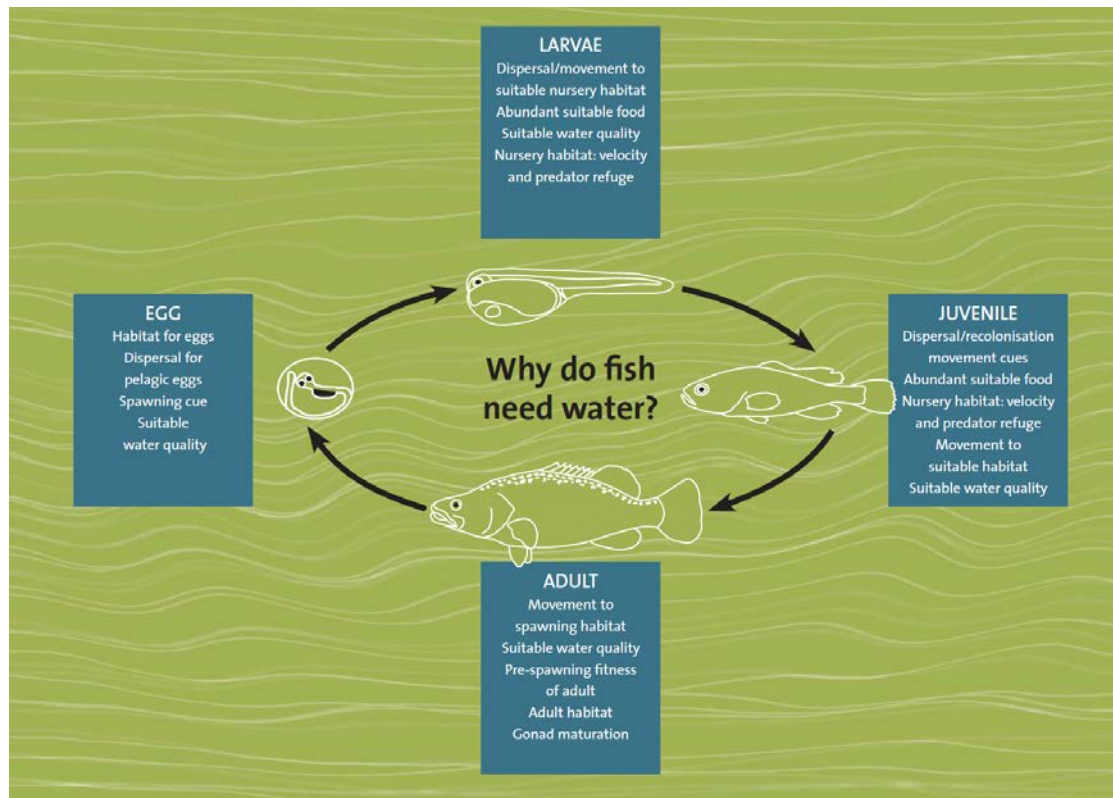 LARVAE
Dispersal/movement to
suitable nursery habitat
Abundant suitable food
Suitable water quality
Nursery habitat: velocity
and predator refuge
EGG
Habitat for eggs
Dispersal for
pelagic eggs
Spawning cue
Suitable
water quality
Why do fish
need water?
JUVENILE
Dispersal/recolonisation
movement cues
Abundant suitable food
Nursery habitat: velocity
and predator refuge
Movement to
suitable habitat
Suitable water quality
ADULT
Movement to
spawning habitat
Suitable water quality
Pre-spawning fitness
of adult
Adult habitat
Gonad maturation